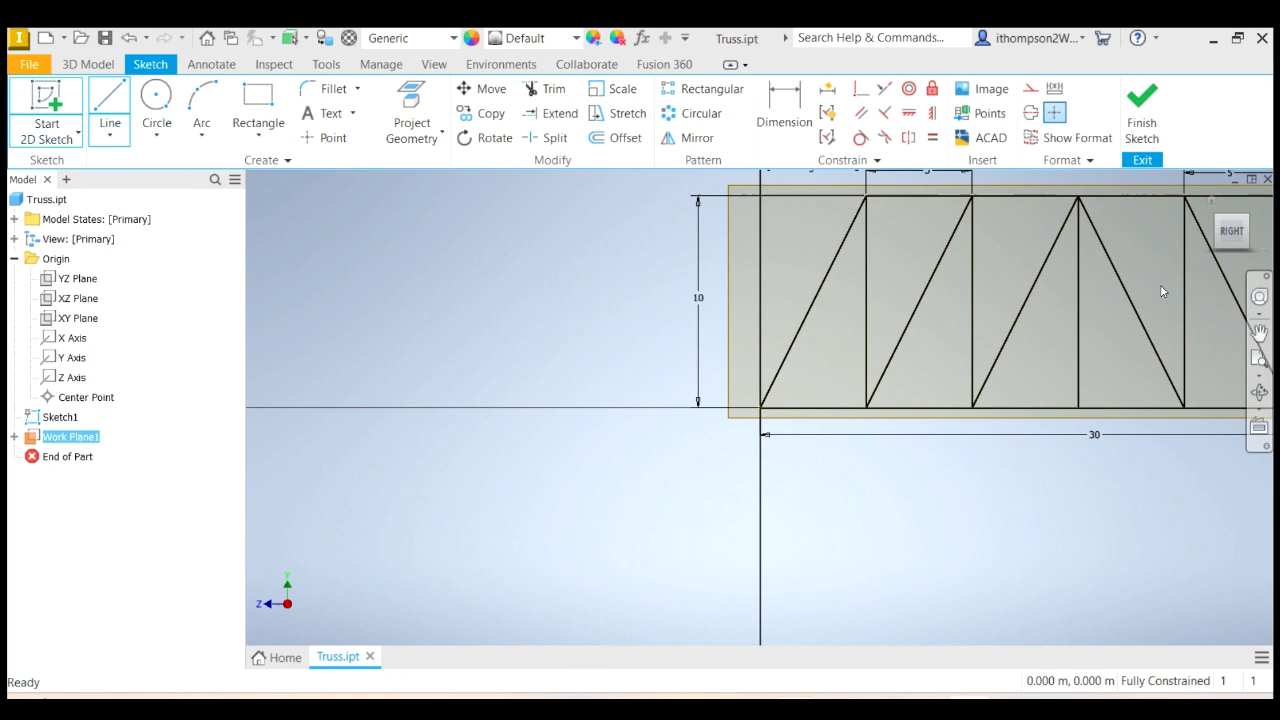 I Generic Default fx Truss.ipt Search Help & Commands... ithompson2W...
File 3D Model Sketch Annotate Inspect Tools Manage View Environments Collaborate Fusion 360
Start
2D Sketch
Line
Circle
Arc
Rectangle
Fillet
Text
Point
Project
Geometry
Move
Copy
Rotate
Trim
Extend
Split
Scale
Stretch
Offset
Rectangular
Circular
Mirror
Dimension
Image
Points
ACAD
Show Format
Finish
Sketch
Sketch Create Modify Pattern Constrain Insert Format Exit
Model
Truss.ipt
Model States: [Primary]
View: [Primary]
Origin
YZ Plane
XZ Plane
XY Plane
X Axis
Y Axis
Z Axis
Center Point
Sketch1
Work Plane1
End of Part
RIGHT
10
30
Y
Z
Home Truss.ipt
Ready 0.000 m, 0.000 m Fully Constrained 1 1